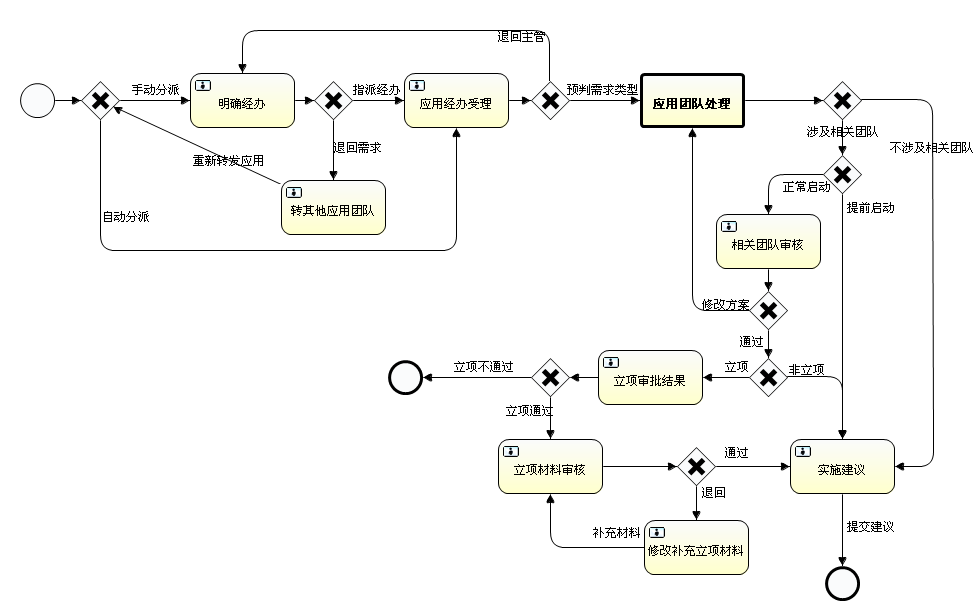 退回主管
手动分派
明确经办
指派经办
应用经办受理
预判需求类型
应用团队处理
涉及相关团队
不涉及相关团队
重新转发应用
退回需求
转其他应用团队
自动分派
正常启动
提前启动
相关团队审核
修改方案
通过
立项不通过
立项审批结果
立项
非立项
立项通过
立项材料审核
通过
实施建议
退回
补充材料
修改补充立项材料
提交建议